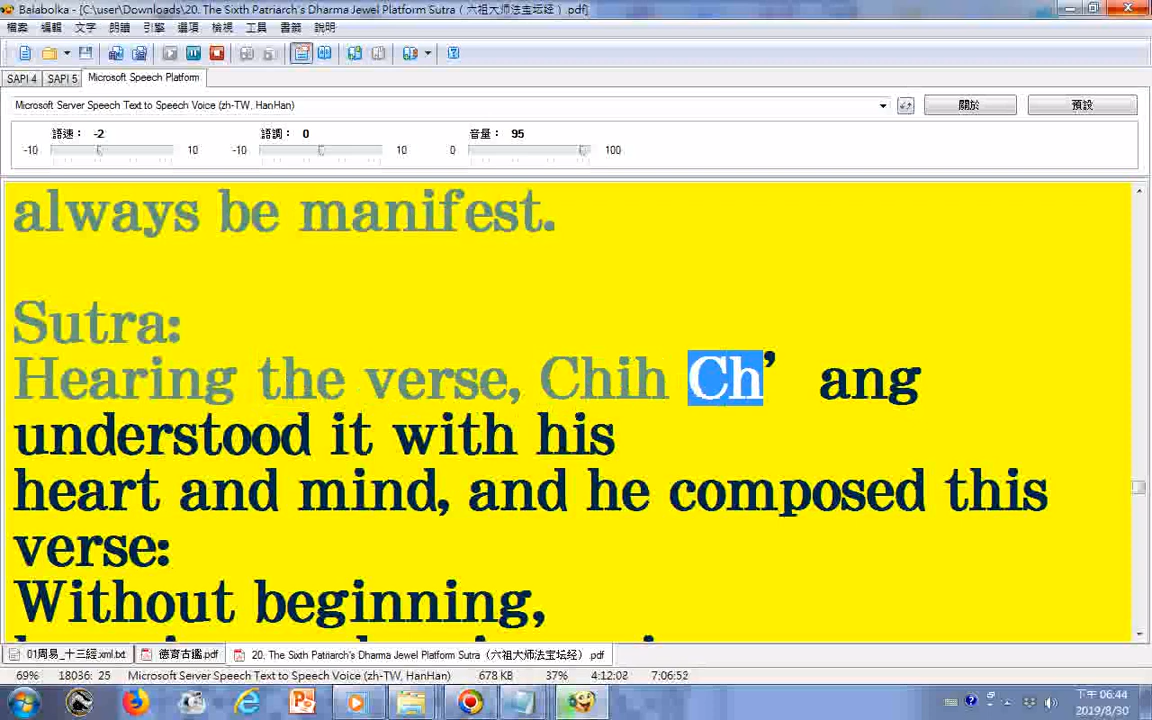 Balabolka - [C:\user\Downloads\20. The Sixth Patriarch's Dharma Jewel Platform Sutra（六祖大师法宝坛经）.pdf]
檔案 編輯 文字 朗讀 引擎 選項 檢視 工具 書籤 說明
SAPI 4 SAPI 5 Microsoft Speech Platform
Microsoft Server Speech Text to Speech Voice (zh-TW, HanHan) 關於 預設
語速： -2 語調： 0 音量： 95
-10 10 -10 10 0 100
always be manifest.
Sutra:
Hearing the verse, Chih Ch’ ang
understood it with his
heart and mind, and he composed this
verse:
Without beginning,
01周易_十三經.xml.txt 德育古鑑.pdf 20. The Sixth Patriarch's Dharma Jewel Platform Sutra（六祖大师法宝坛经）.pdf
69% 18036: 25 Microsoft Server Speech Text to Speech Voice (zh-TW, HanHan) 678 KB 37% 4:12:02 7:06:52
下午 06:44
2019/8/30